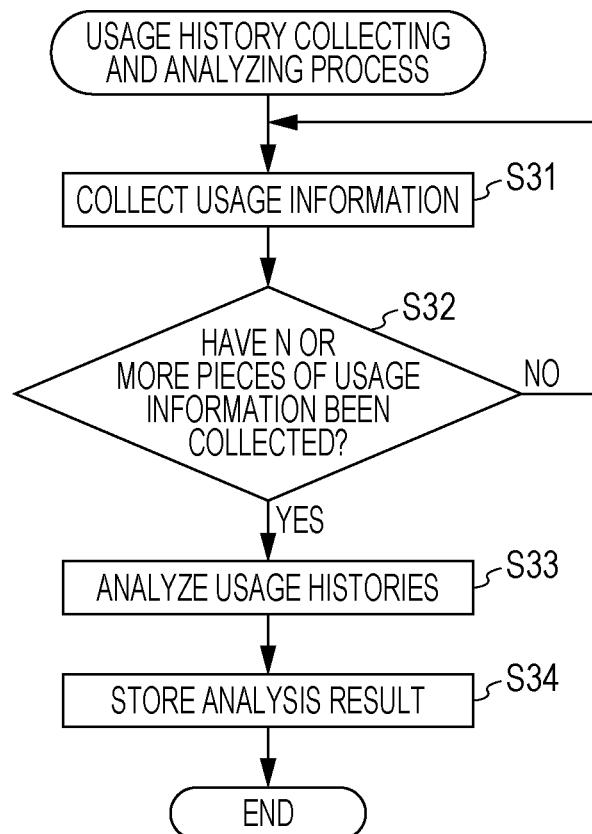 USAGE HISTORY COLLECTING
AND ANALYZING PROCESS
COLLECT USAGE INFORMATION
S31
S32
HAVE N OR
MORE PIECES OF USAGE
INFORMATION BEEN
COLLECTED?
NO
YES
ANALYZE USAGE HISTORIES
S33
STORE ANALYSIS RESULT
S34
END